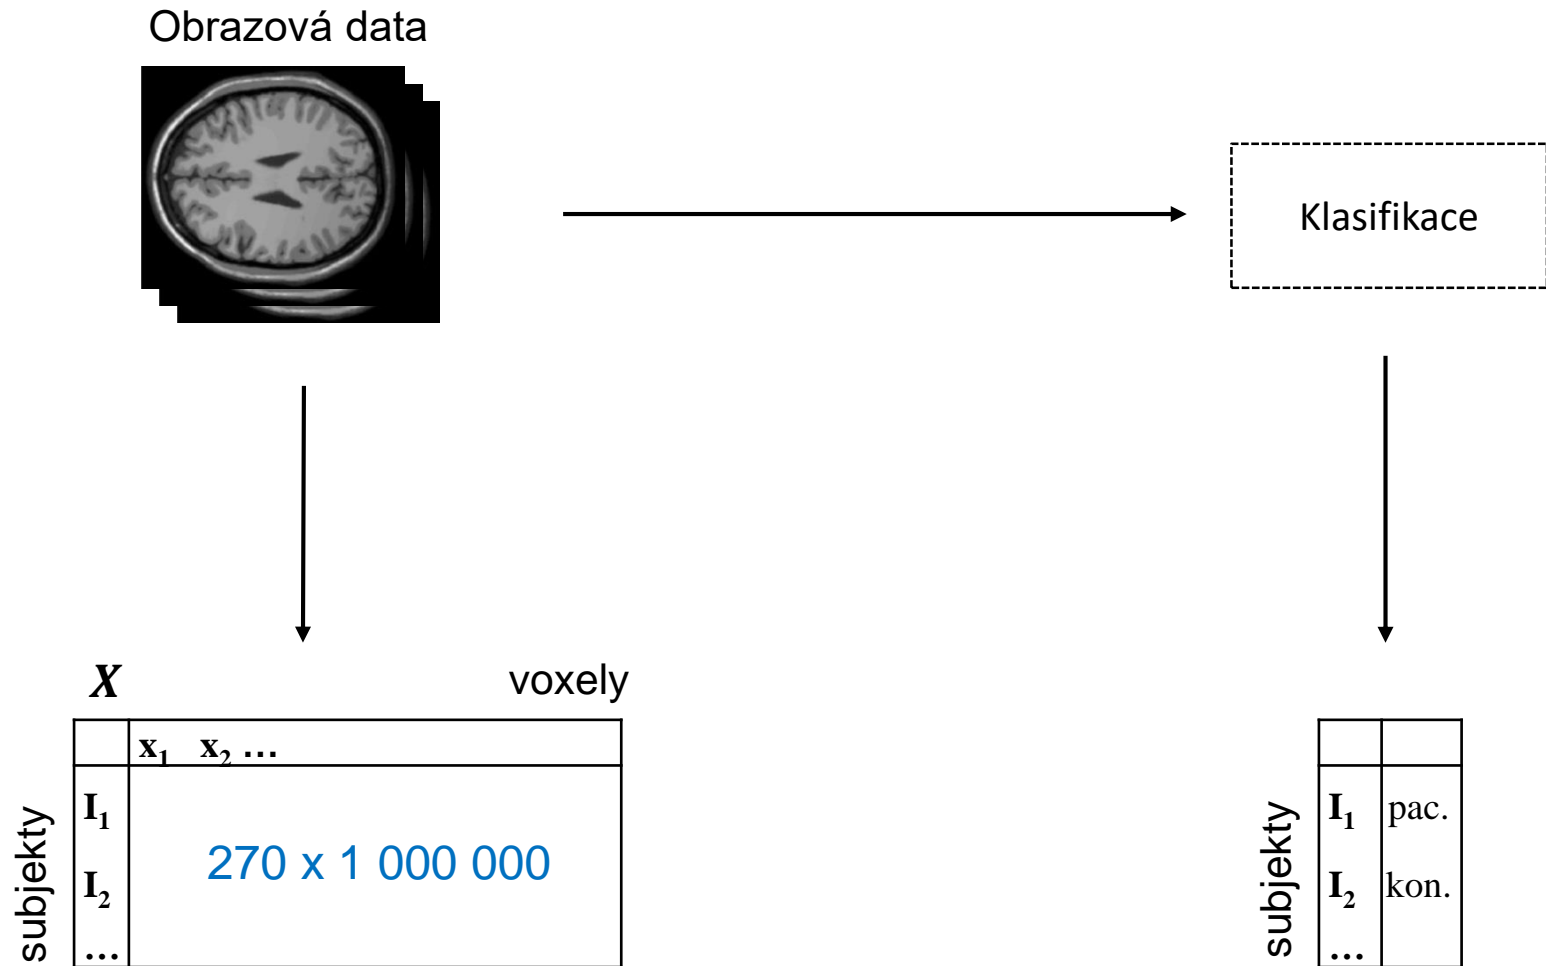 Obrazová data
Klasifikace
X voxely
x1 x2 …
subjekty
I1
270 x 1 000 000
I2
…
subjekty
I1 pac.
I2 kon.
…